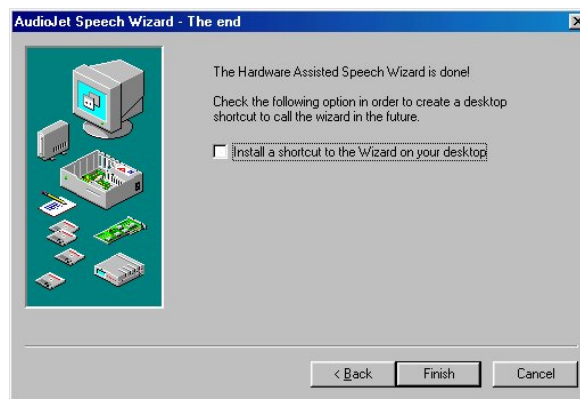 AudioJet Speech Wizard - The end
The Hardware Assisted Speech Wizard is done!
Check the following option in order to create a desktop
shortcut to call the wizard in the future.
Install a shortcut to the Wizard on your desktop
< Back
Finish
Cancel